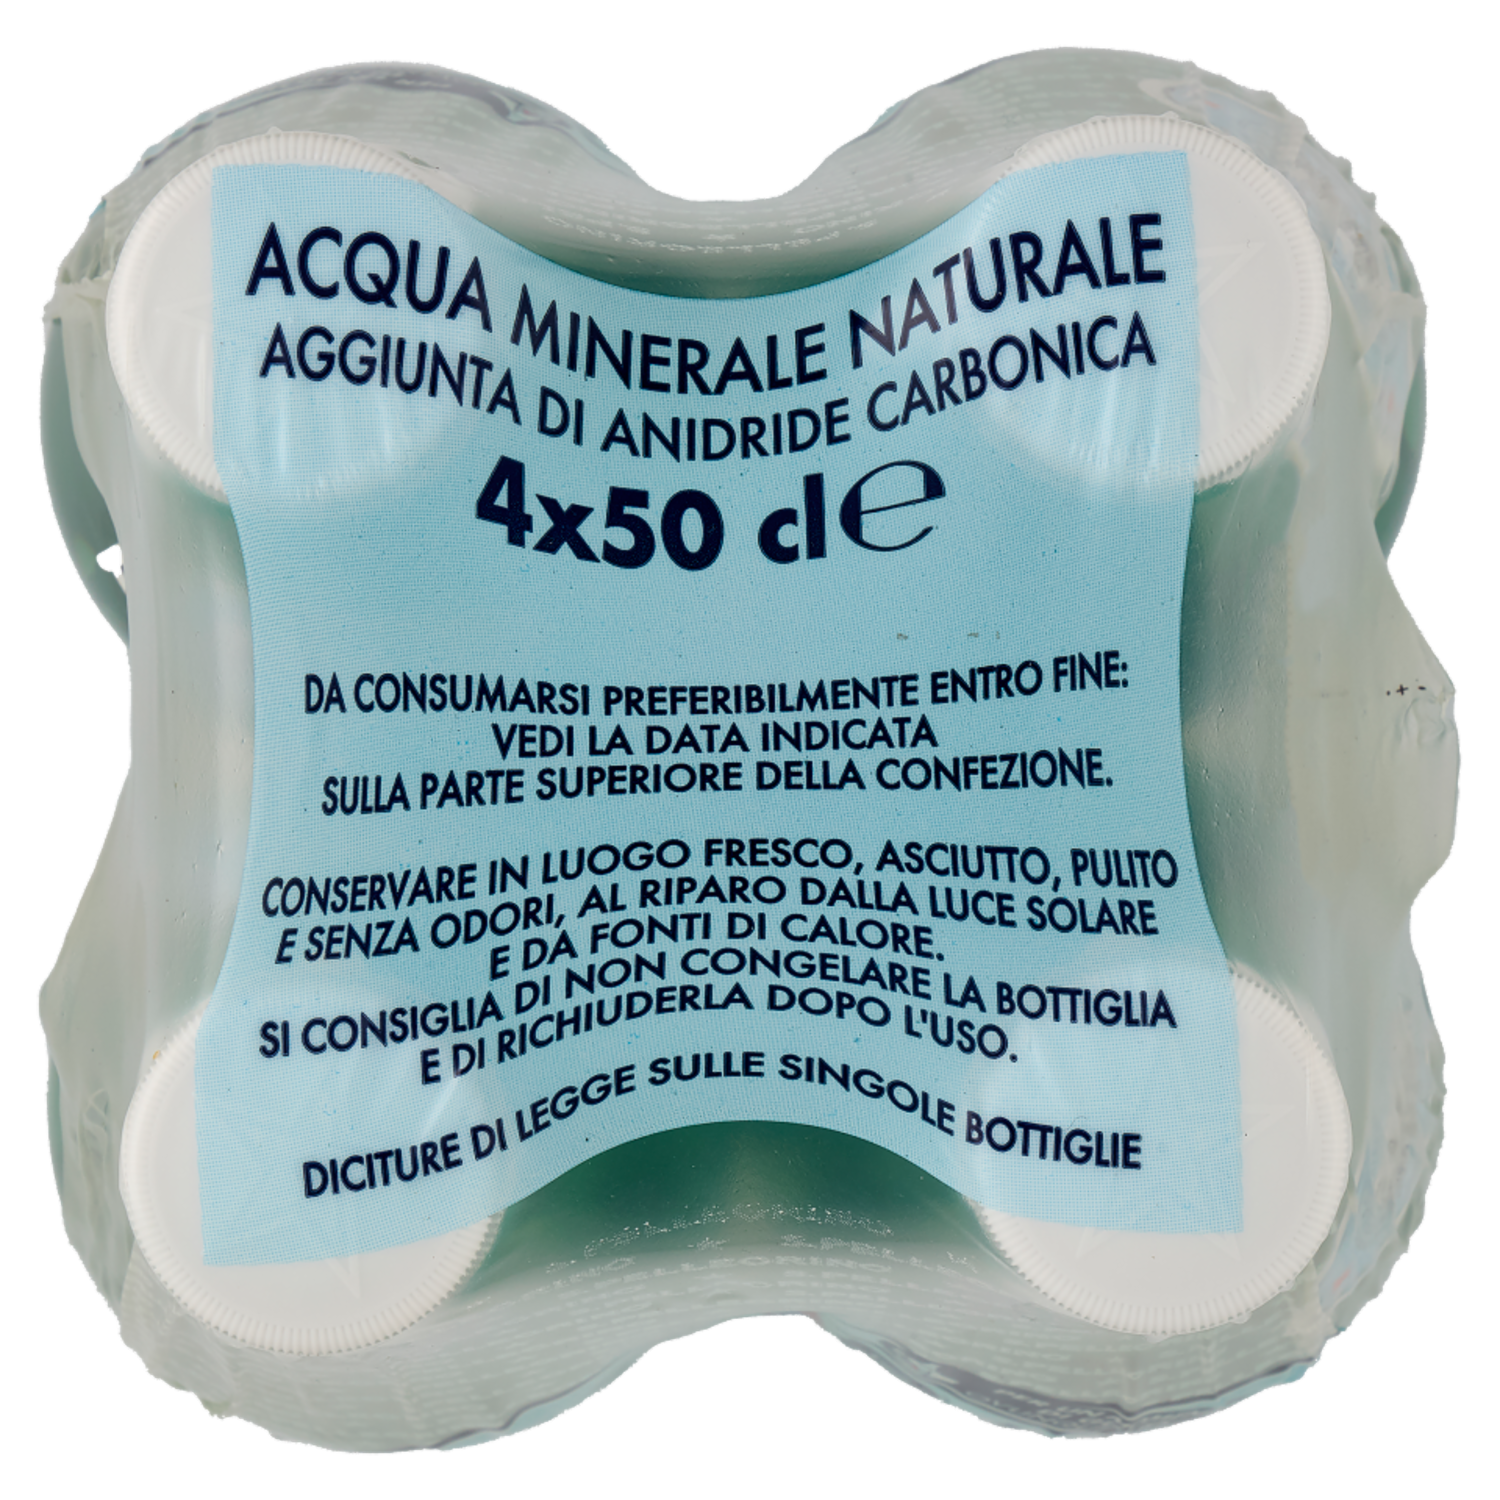 ACQUA MINERALE NATURALE
AGGIUNTA DI ANIDRIDE CARBONICA
4x50 cl e
DA CONSUMARSI PREFERIBILMENTE ENTRO FINE:
VEDI LA DATA INDICATA
SULLA PARTE SUPERIORE DELLA CONFEZIONE.
CONSERVARE IN LUOGO FRESCO, ASCIUTTO, PULITO
E SENZA ODORI, AL RIPARO DALLA LUCE SOLARE
E DA FONTI DI CALORE.
SI CONSIGLIA DI NON CONGELARE LA BOTTIGLIA
E DI RICHIUDERLA DOPO L'USO.
DICITURE DI LEGGE SULLE SINGOLE BOTTIGLIE